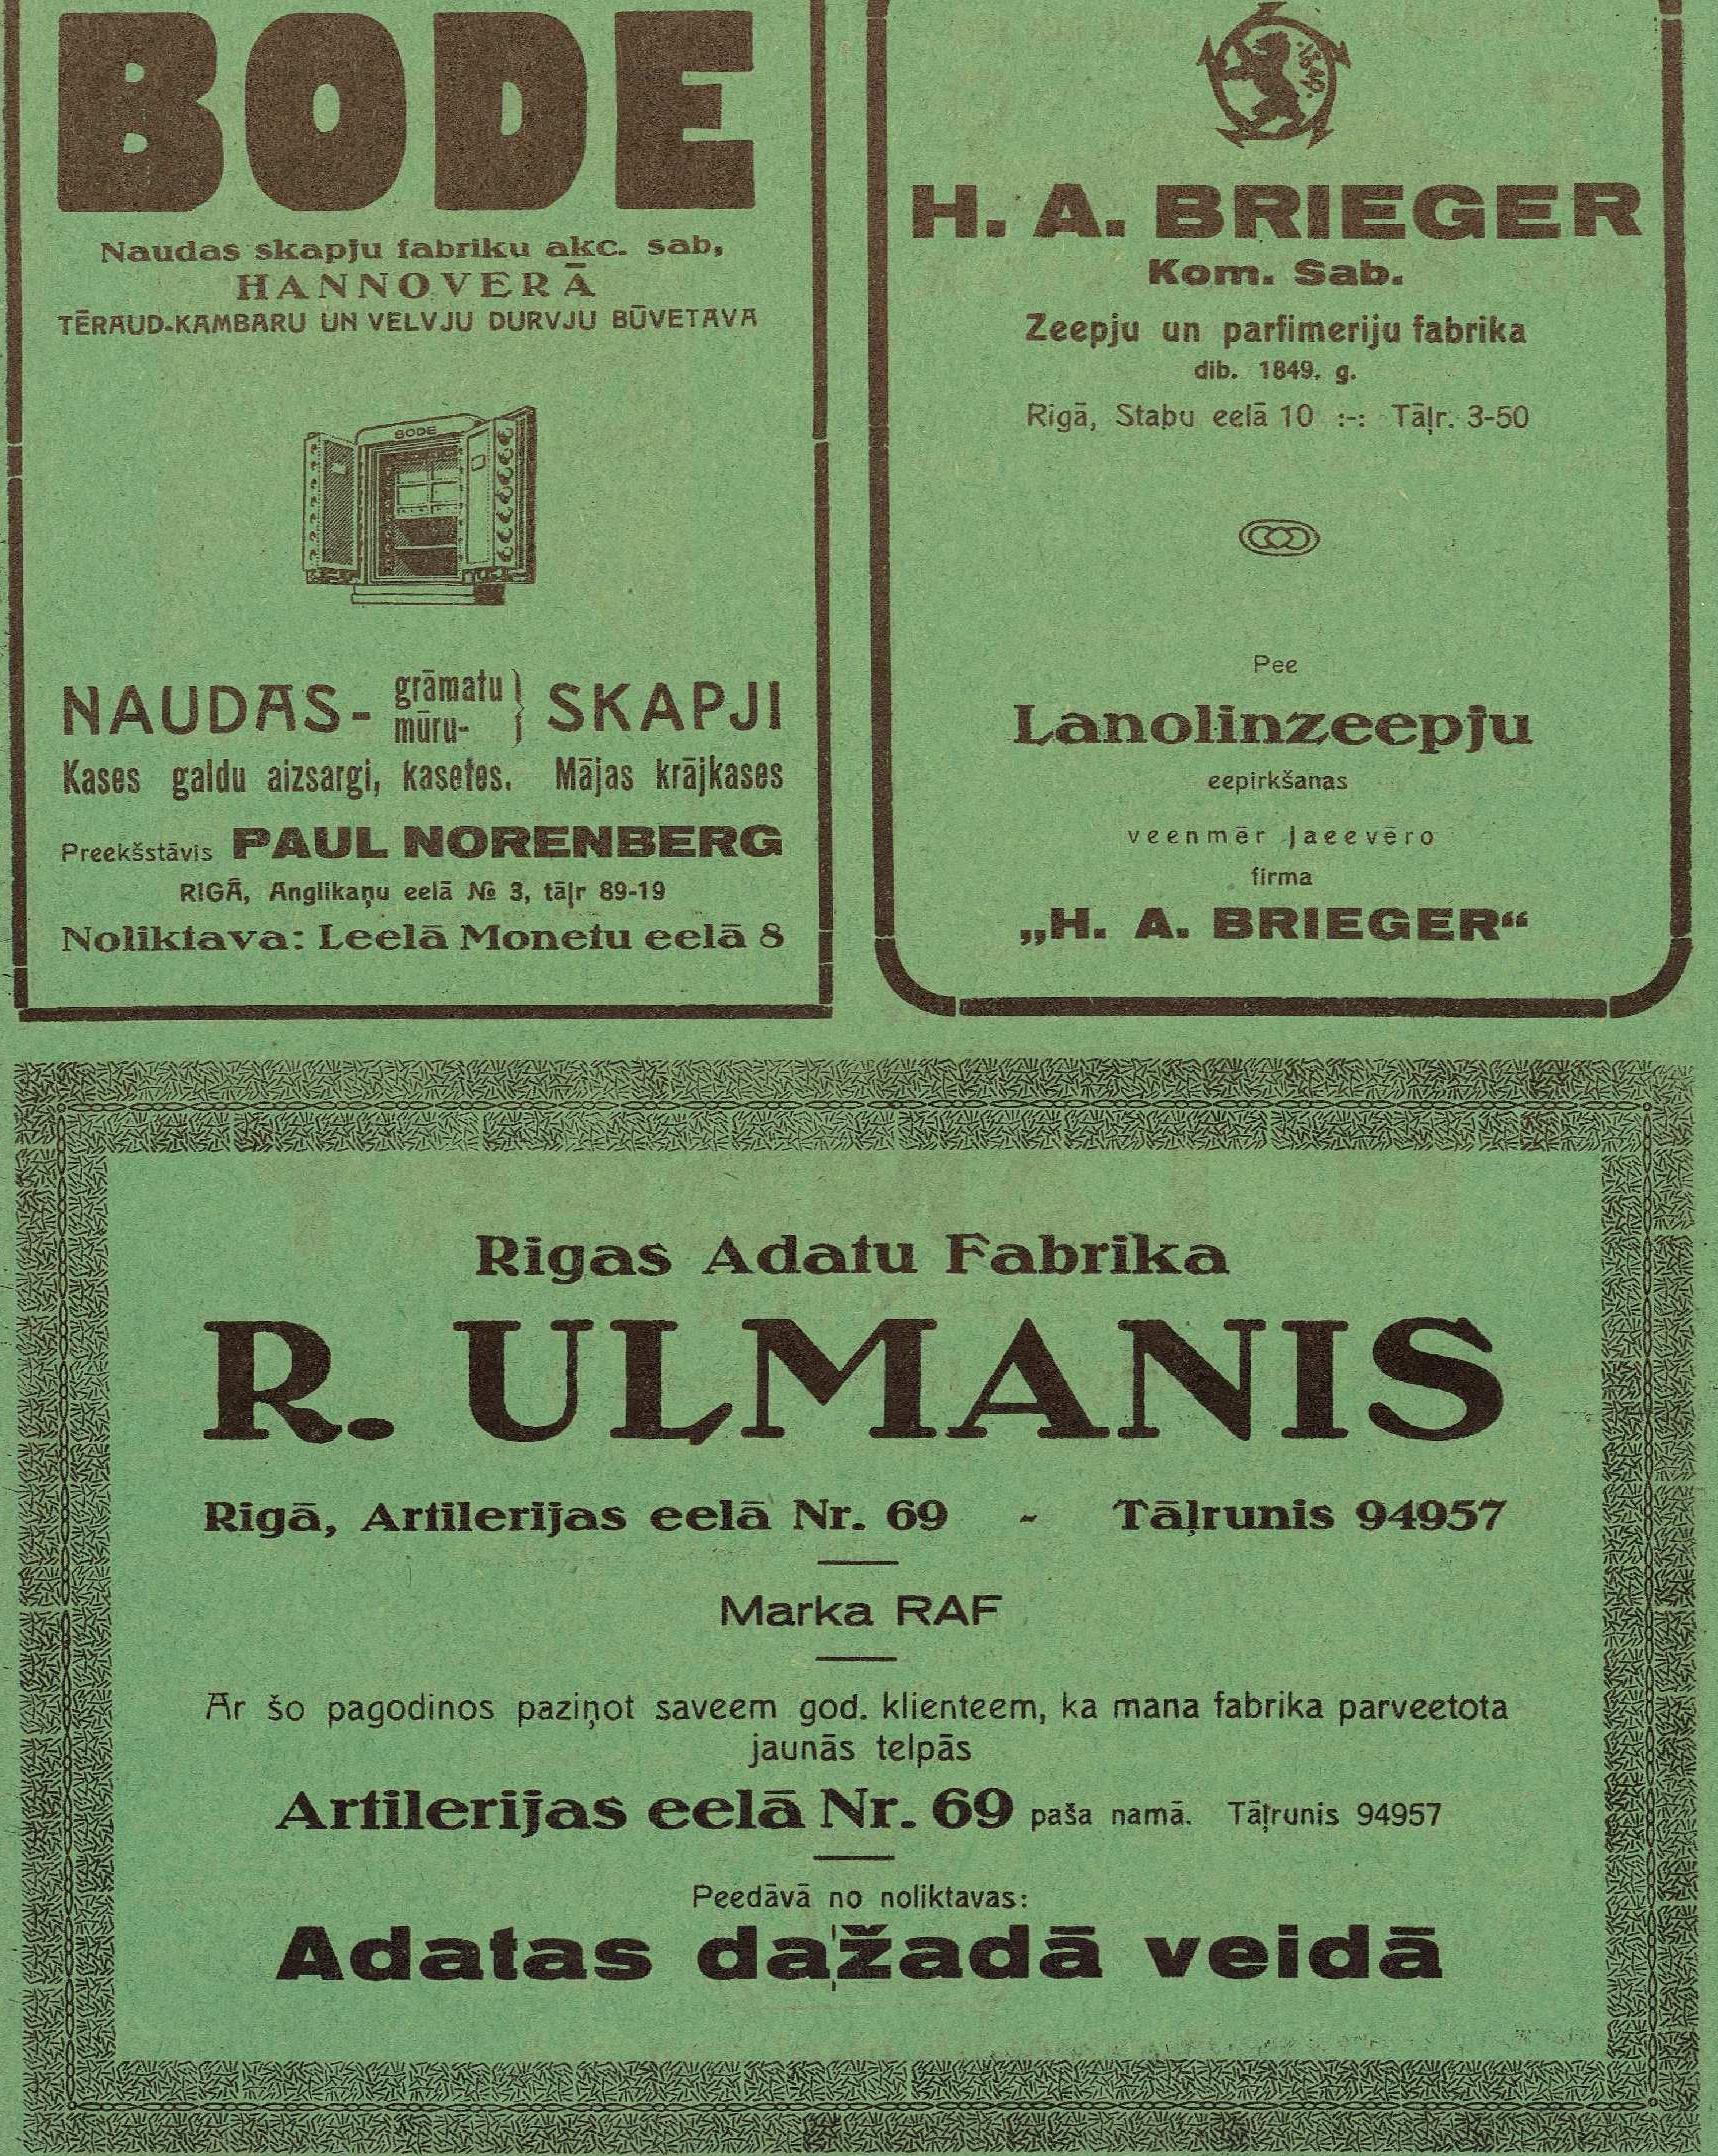 BODE
Naudas skapju fabriku akc. sab,
HANNOVERĀ
TĒRAUD-KAMBARU UN VELVJU DURVJU BŪVETAVA
BODE
NAUDAS- grāmatu mūru- } SKAPJI
Kases galdu aizsargi, kasetes. Mājas krājkases
Preekšstāvis PAUL NORENBERG
RIGĀ, Anglikaņu eelā № 3, tāļr 89-19
Noliktava: Leelā Monetu eelā 8
1849.
H. A. BRIEGER
Kom. Sab.
Zeepju un parfimeriju fabrika
dib. 1849. g.
Rigā, Stabu eelā 10 :-: Tāļr. 3-50
Pee
Lanolinzeepju
eepirkšanas
veenmēr jaeevēro
firma
„H. A. BRIEGER“
Rigas Adatu Fabrika
R. ULMANIS
Rigā, Artilerijas eelā Nr. 69 - Tāļrunis 94957
Marka RAF
Ar šo pagodinos paziņot saveem god. klienteem, ka mana fabrika parveetota
jaunās telpās
Artilerijas eelā Nr. 69 paša namā. Tāļrunis 94957
Peedāvā no noliktavas:
Adatas dažadā veidā